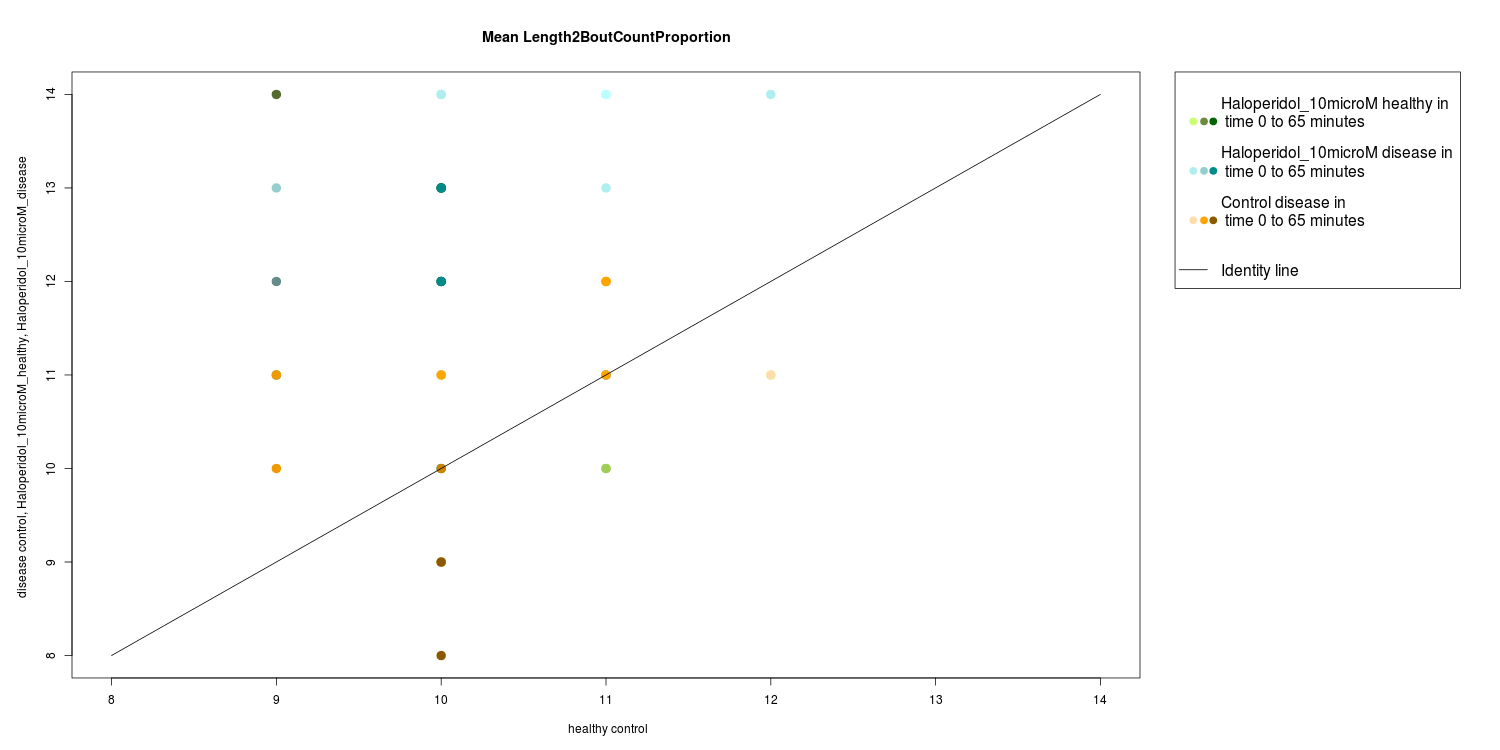 Mean Length2BoutCountProportion
disease control, Haloperidol_10microM_healthy, Haloperidol_10microM_disease
14
13
12
11
10
9
8
8 9 10 11 12 13 14
healthy control
Haloperidol_10microM healthy in
time 0 to 65 minutes
Haloperidol_10microM disease in
time 0 to 65 minutes
Control disease in
time 0 to 65 minutes
Identity line